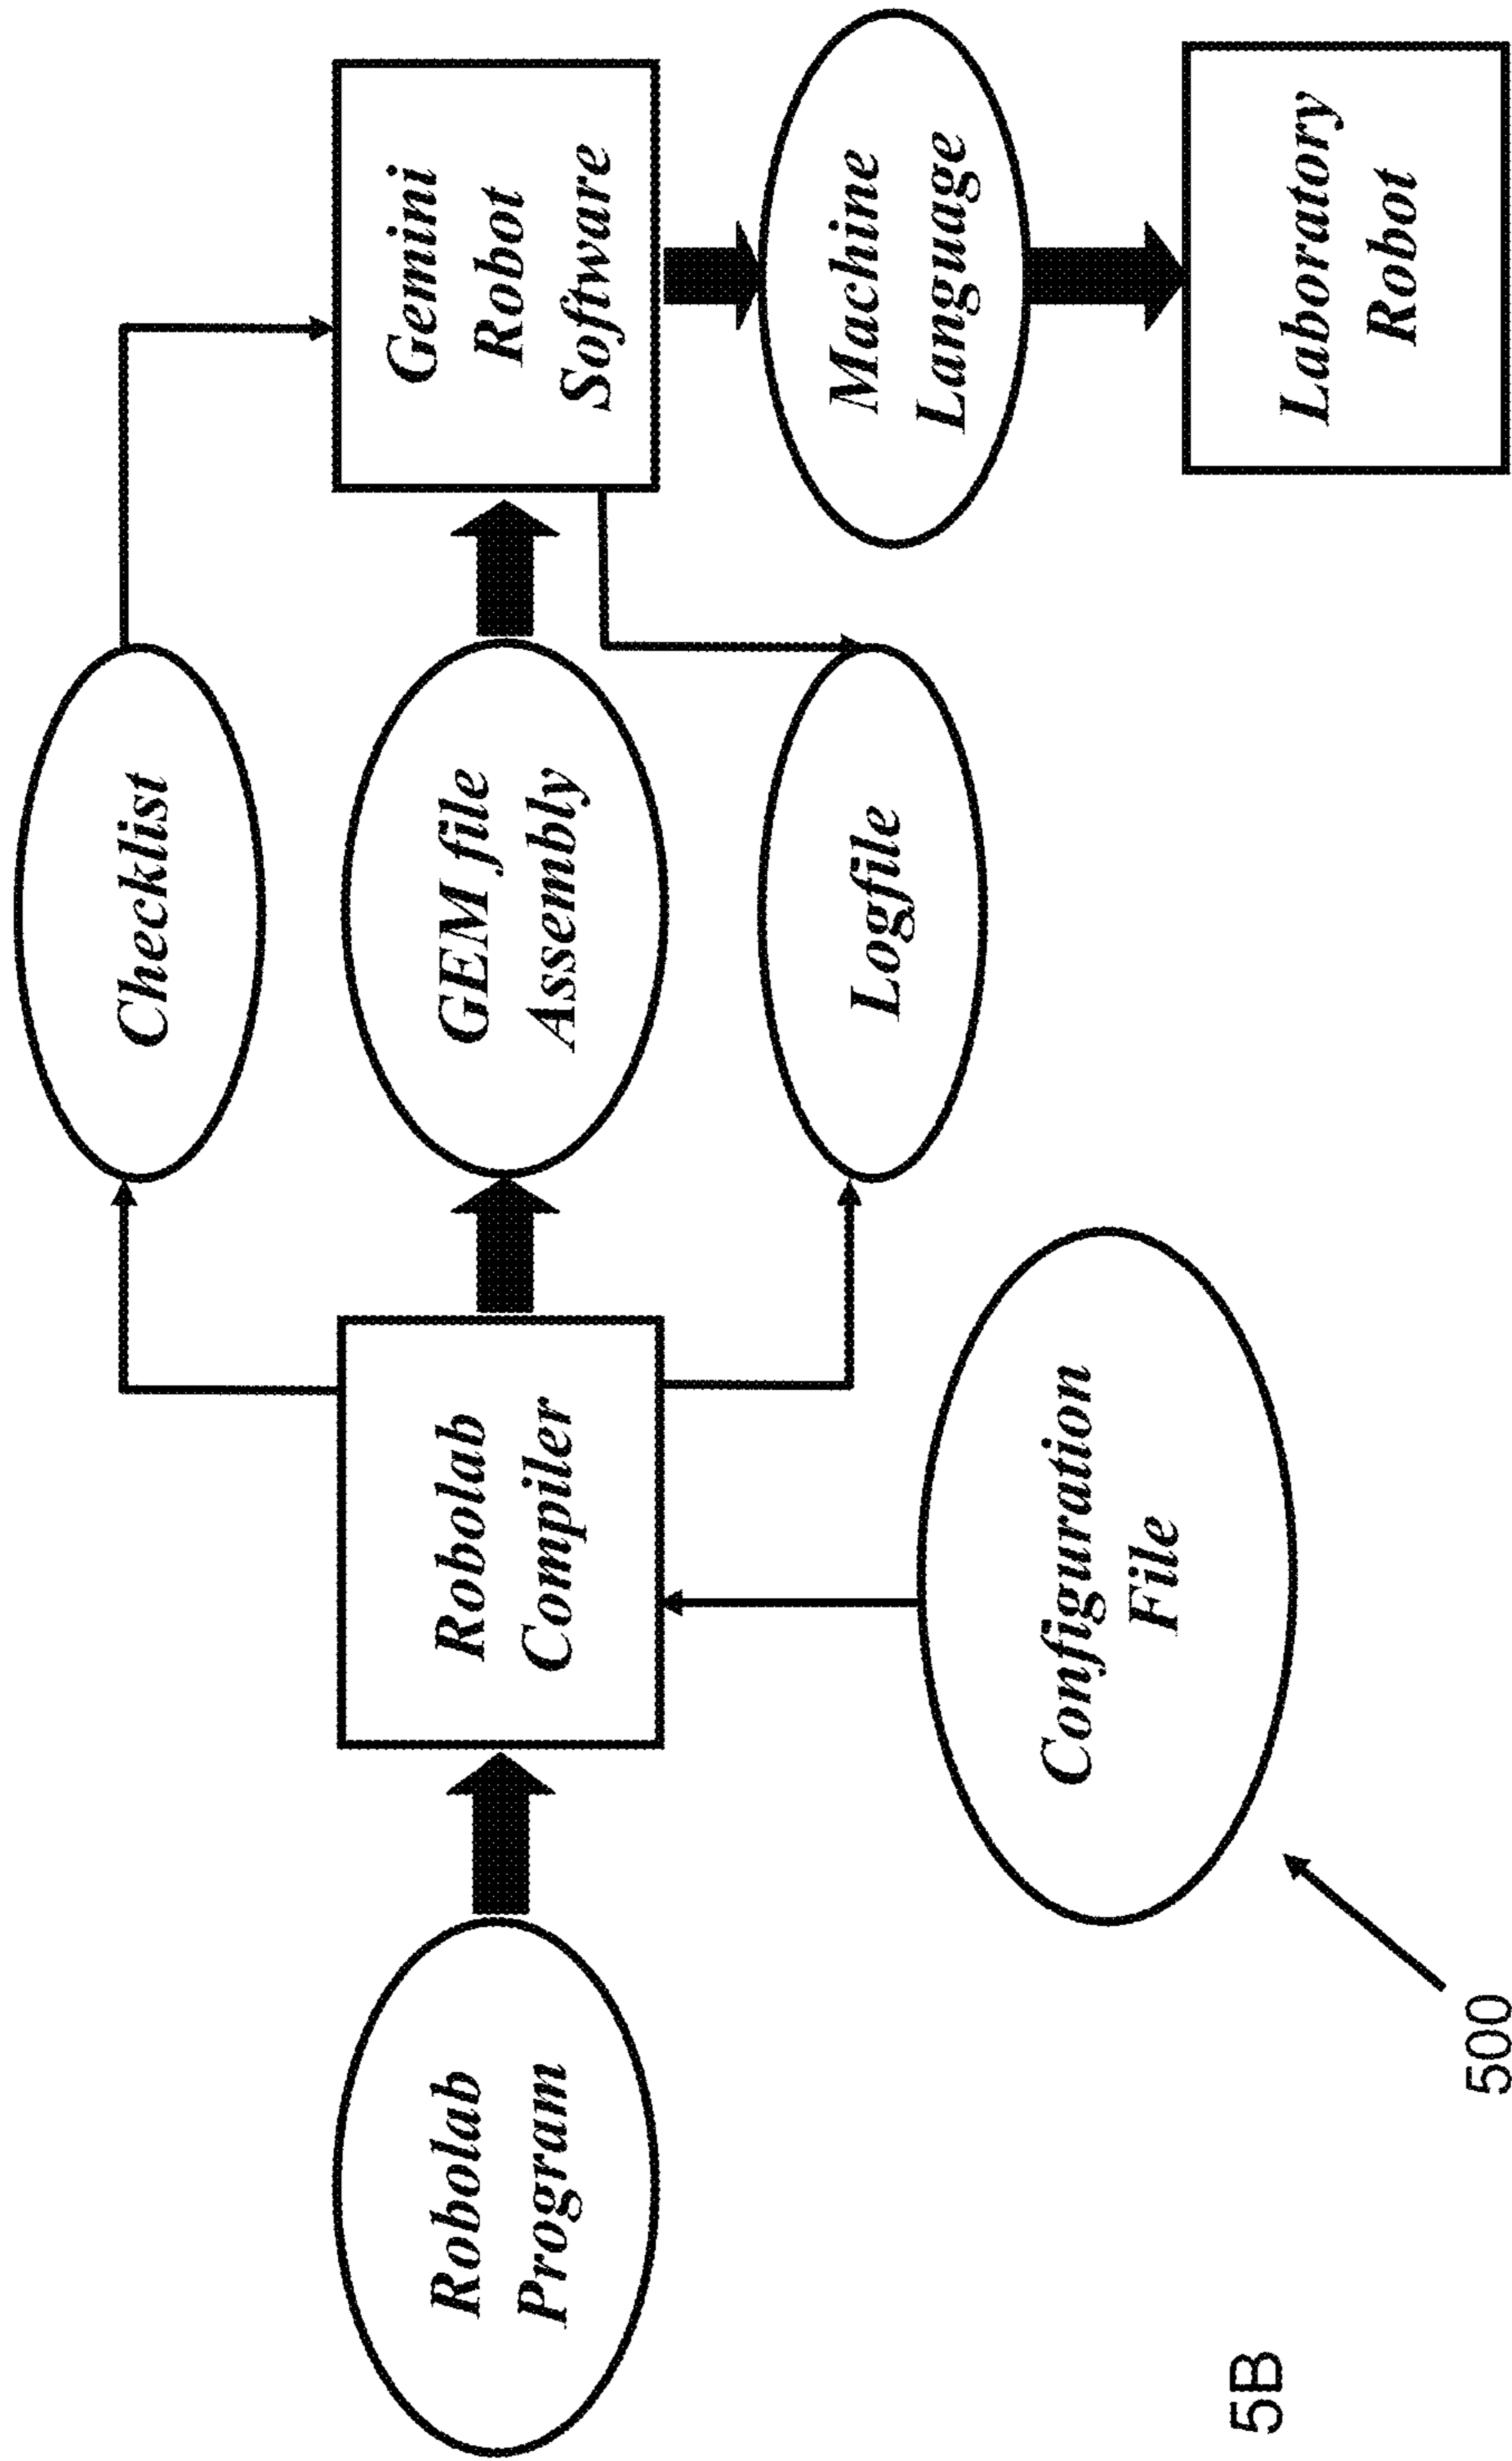 Robolab
Program
Robolab
Compiler
Configuration
File
Checklist
GEM file
Assembly
Logfile
Gemini
Robot
Software
Machine
Language
Laboratory
Robot
500
5B